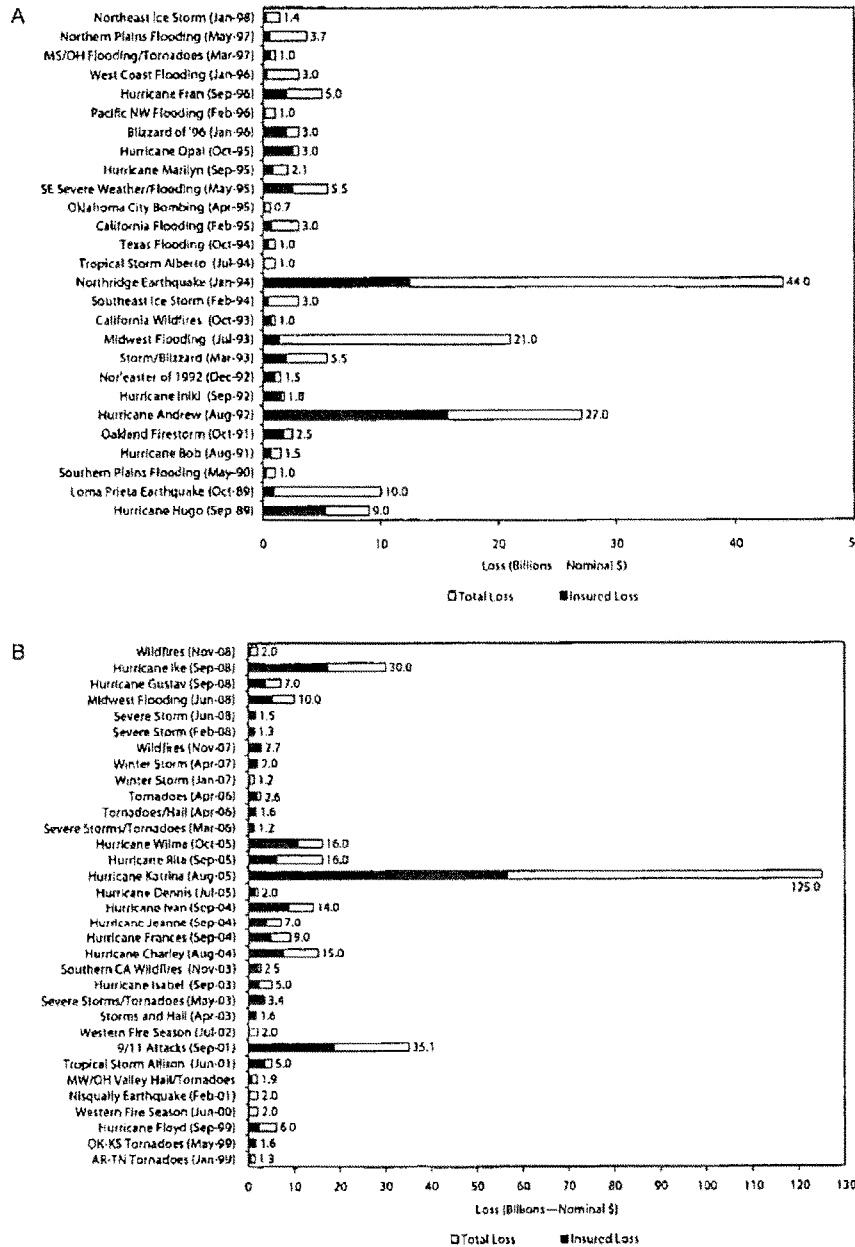 A
Northeast Ice Storm (Jan-98) 1.4
Northern Plains Flooding (May-97) 3.7
MS/OH Flooding/Tornadoes (Mar-97) 1.0
West Coast Flooding (Jan-96) 3.0
Hurricane Fran (Sep-96) 5.0
Pacific NW Flooding (Feb-96) 1.0
Blizzard of '96 (Jan-96) 3.0
Hurricane Opal (Oct-95) 3.0
Hurricane Marilyn (Sep-95) 2.1
SE Severe Weather/Flooding (May-95) 5.5
Oklahoma City Bombing (Apr-95) 0.7
California Flooding (Feb-95) 3.0
Texas Flooding (Oct-94) 1.0
Tropical Storm Alberto (Jul-94) 1.0
Northridge Earthquake (Jan-94) 44.0
Southeast Ice Storm (Feb-94) 3.0
California Wildfires (Oct-93) 1.0
Midwest Flooding (Jul-93) 21.0
Storm/Blizzard (Mar-93) 5.5
Nor'easter of 1992 (Dec-92) 1.5
Hurricane Iniki (Sep-92) 1.8
Hurricane Andrew (Aug-92) 27.0
Oakland Firestorm (Oct-91) 2.5
Hurricane Bob (Aug-91) 1.5
Southern Plains Flooding (May-90) 1.0
Loma Prieta Earthquake (Oct-89) 10.0
Hurricane Hugo (Sep 89) 9.0
0 10 20 30 40 5
Loss (Billions—Nominal $)
Total Loss Insured Loss
B
Wildfires (Nov-08) 2.0
Hurricane Ike (Sep-08) 30.0
Hurricane Gustav (Sep-08) 7.0
Midwest Flooding (Jun-08) 10.0
Severe Storm (Jun-08) 1.5
Severe Storm (Feb-08) 1.3
Wildfires (Nov-07) 2.7
Winter Storm (Apr-07) 2.0
Winter Storm (Jan-07) 1.2
Tornadoes (Apr-06) 2.6
Tornadoes/Hail (Apr-06) 1.6
Severe Storms/Tornadoes (Mar-06) 1.2
Hurricane Wilma (Oct-05) 16.0
Hurricane Rita (Sep-05) 16.0
Hurricane Katrina (Aug-05) 125.0
Hurricane Dennis (Jul-05) 2.0
Hurricane Ivan (Sep-04) 14.0
Hurricane Jeanne (Sep-04) 7.0
Hurricane Frances (Sep-04) 9.0
Hurricane Charley (Aug-04) 15.0
Southern CA Wildfires (Nov-03) 2.5
Hurricane Isabel (Sep-03) 5.0
Severe Storms/Tornadoes (May-03) 3.4
Storms and Hail (Apr-03) 1.6
Western Fire Season (Jul-02) 2.0
9/11 Attacks (Sep-01) 35.1
Tropical Storm Allison (Jun-01) 5.0
MW/OH Valley Hail/Tornadoes 1.9
Nisqually Earthquake (Feb-01) 2.0
Western Fire Season (Jun-00) 2.0
Hurricane Floyd (Sep-99) 6.0
OK-KS Tornadoes (May-99) 1.6
AR-TN Tornadoes (Jan-99) 1.3
0 10 20 30 40 50 60 70 80 90 100 110 120 130
Loss (Billions—Nominal $)
Total Loss Insured Loss